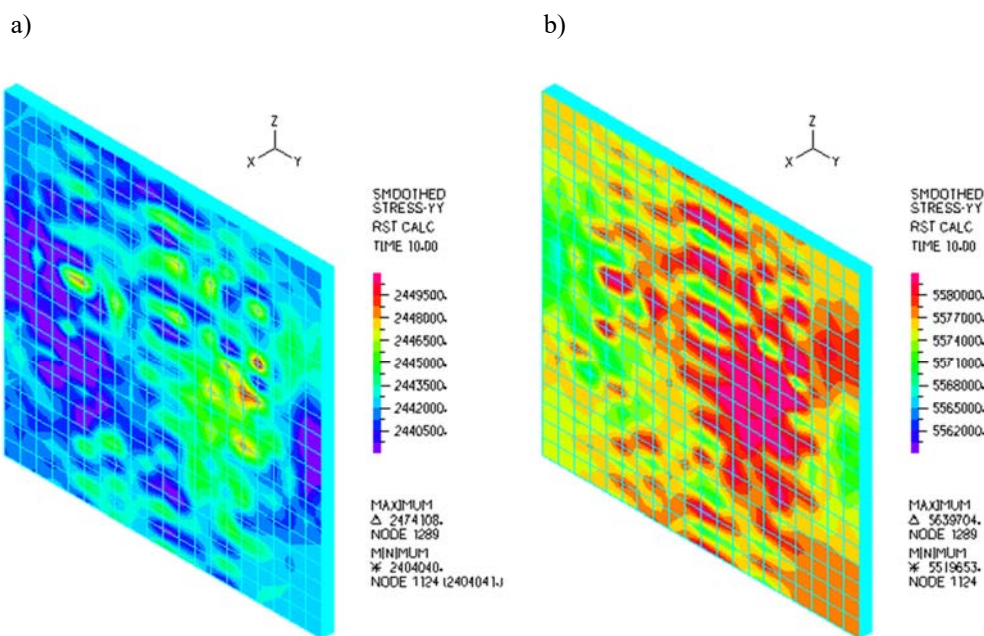 a)
b)
Z
X
Y
SMOOTHED
STRESS-YY
RST CALC
TIME 10.00
2449500.
2448000.
2446500.
2445000.
2443500.
2442000.
2440500.
MAXIMUM
Δ 2474108.
NODE 1289
MINIMUM
⚹ 2404040.
NODE 1124 (2404041.)
Z
X
Y
SMOOTHED
STRESS-YY
RST CALC
TIME 10.00
5580000.
5577000.
5574000.
5571000.
5568000.
5565000.
5562000.
MAXIMUM
Δ 5639704.
NODE 1289
MINIMUM
⚹ 5519653.
NODE 1124